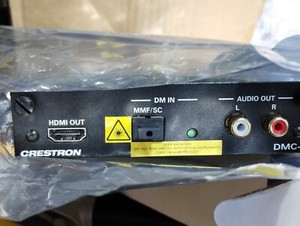 DM IN
AUDIO OUT
MMF/SC
L
R
HDMI OUT
CRESTRON
DMC-